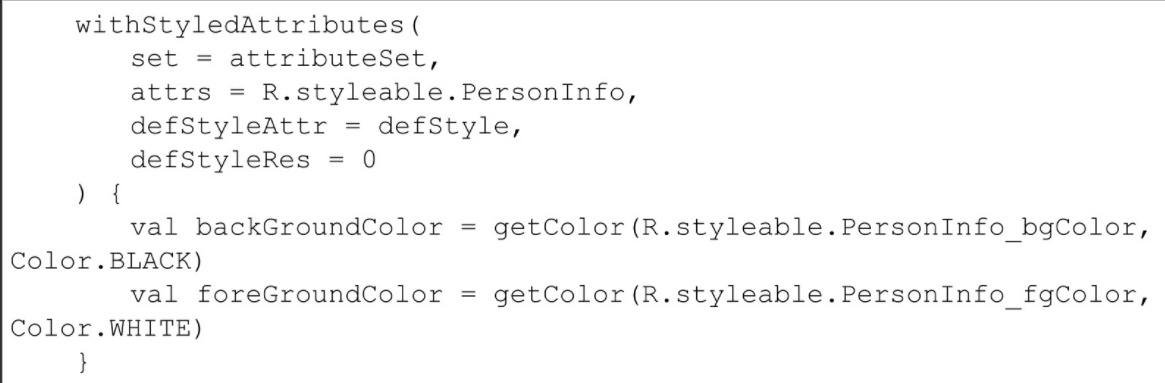 withStyledAttributes(
set = attributeSet,
attrs = R.styleable.PersonInfo,
defStyleAttr = defStyle,
defStyleRes = 0
) {
val backGroundColor = getColor(R.styleable.PersonInfo_bgColor,
Color.BLACK)
val foreGroundColor = getColor(R.styleable.PersonInfo_fgColor,
Color.WHITE)
}